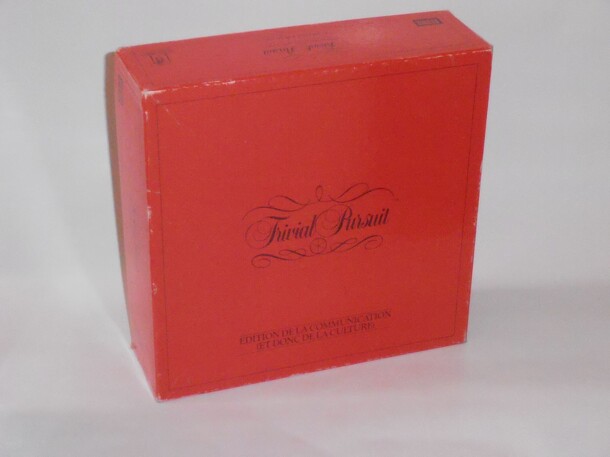 Trivial Pursuit
EDITION DE LA COMMUNICATION
(ET DONC DE LA CULTURE)